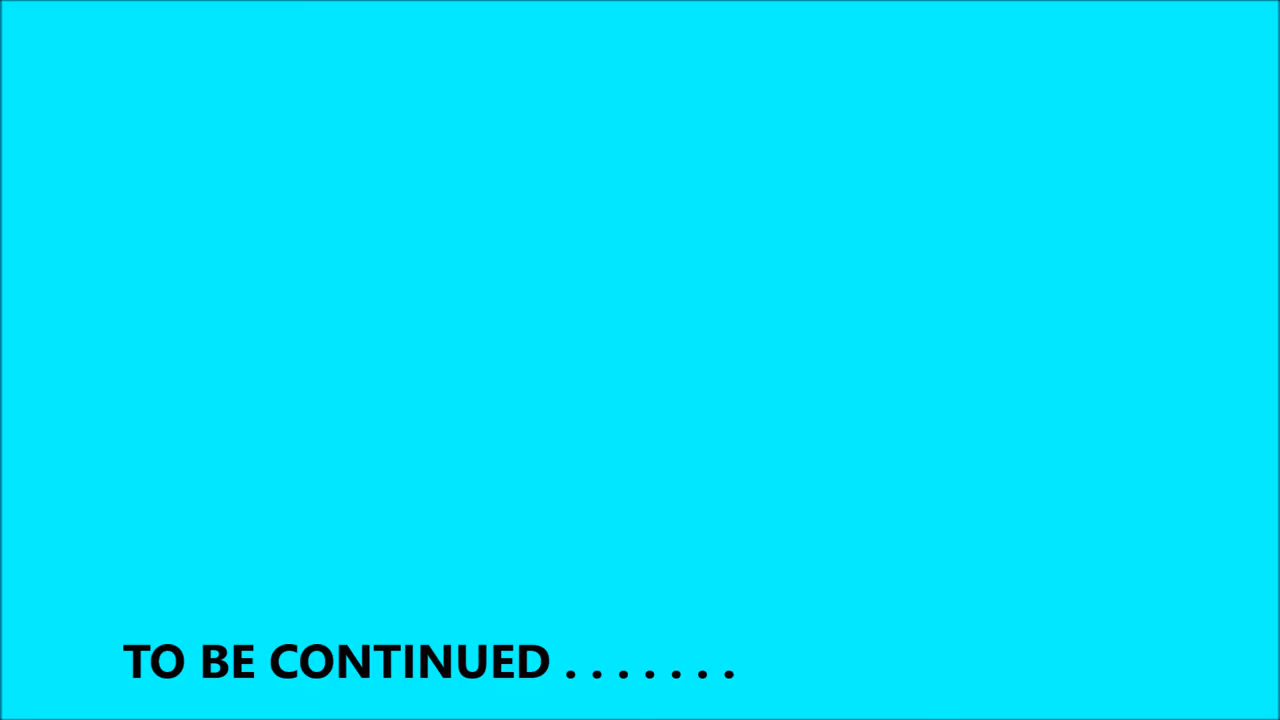 TO BE CONTINUED . . . . . . .